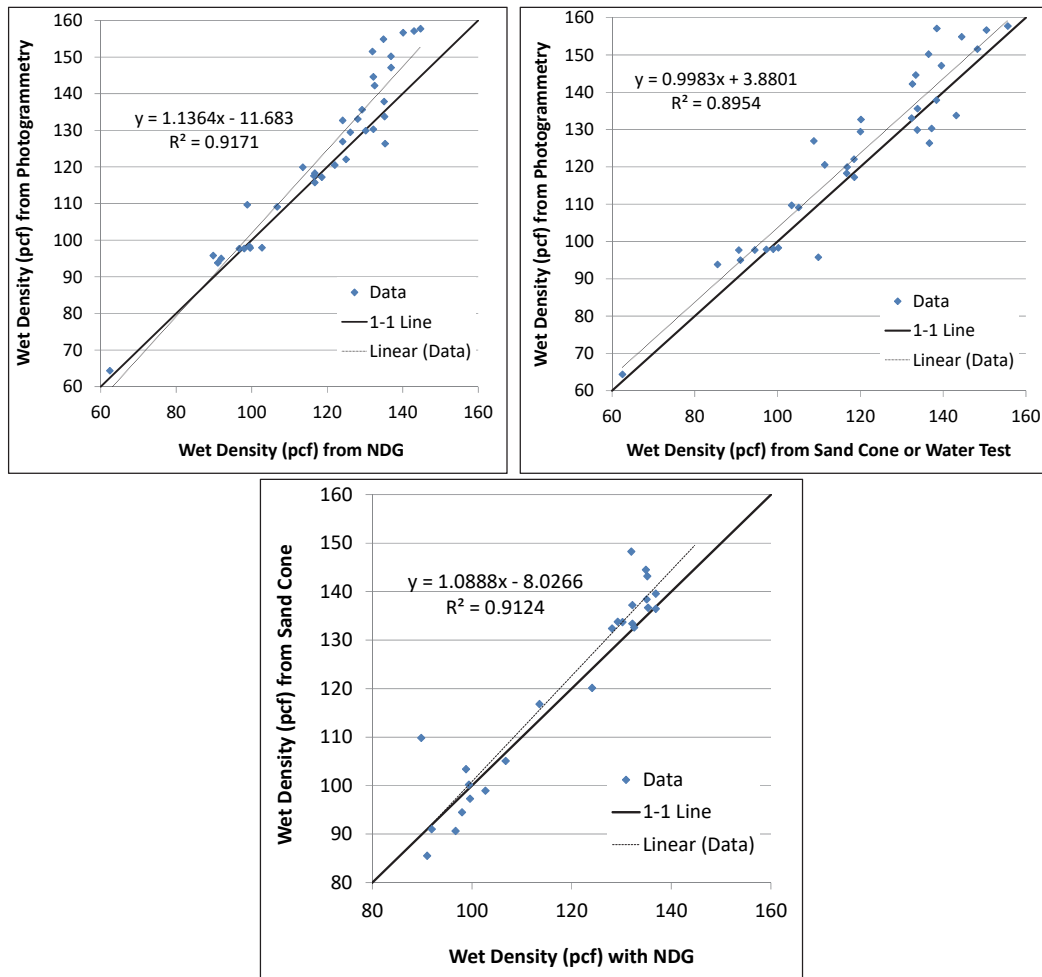 160
150
140
130
120
110
100
90
80
70
60
60
80
100
120
140
160
Wet Density (pcf) from Photogrammetry
y = 1.1364x - 11.683
R² = 0.9171
Data
1-1 Line
Linear (Data)
Wet Density (pcf) from NDG
160
150
140
130
120
110
100
90
80
70
60
60
80
100
120
140
160
Wet Density (pcf) from Photogrammetry
y = 0.9983x + 3.8801
R² = 0.8954
Data
1-1 Line
Linear (Data)
Wet Density (pcf) from Sand Cone or Water Test
160
150
140
130
120
110
100
90
80
80
100
120
140
160
Wet Density (pcf) from Sand Cone
y = 1.0888x - 8.0266
R² = 0.9124
Data
1-1 Line
Linear (Data)
Wet Density (pcf) with NDG